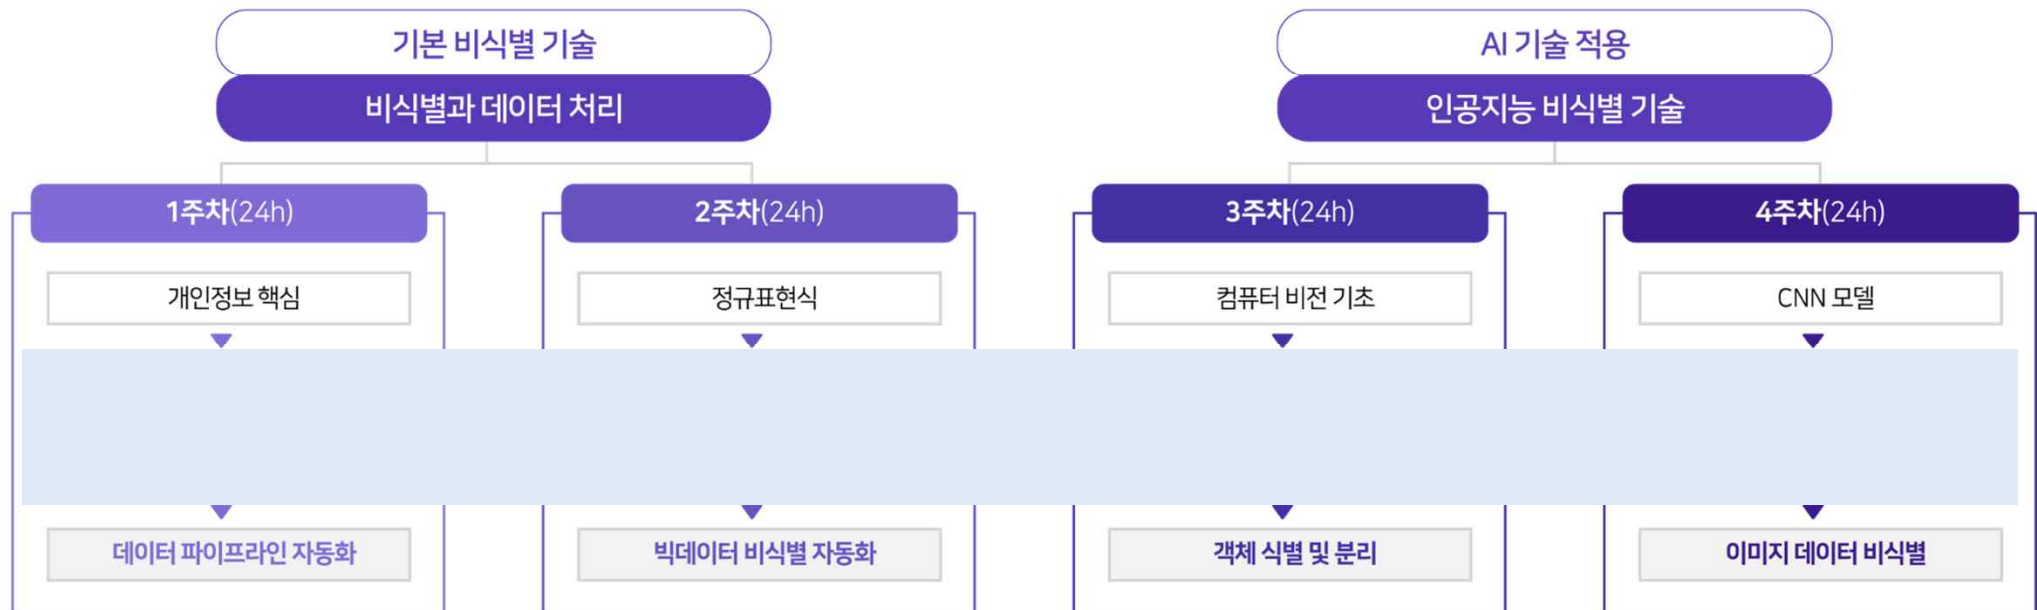 기본 비식별 기술
비식별과 데이터 처리
1주차(24h)
개인정보 핵심
데이터 파이프라인 자동화
2주차(24h)
정규표현식
빅데이터 비식별 자동화
AI 기술 적용
인공지능 비식별 기술
3주차(24h)
컴퓨터 비전 기초
객체 식별 및 분리
4주차(24h)
CNN 모델
이미지 데이터 비식별